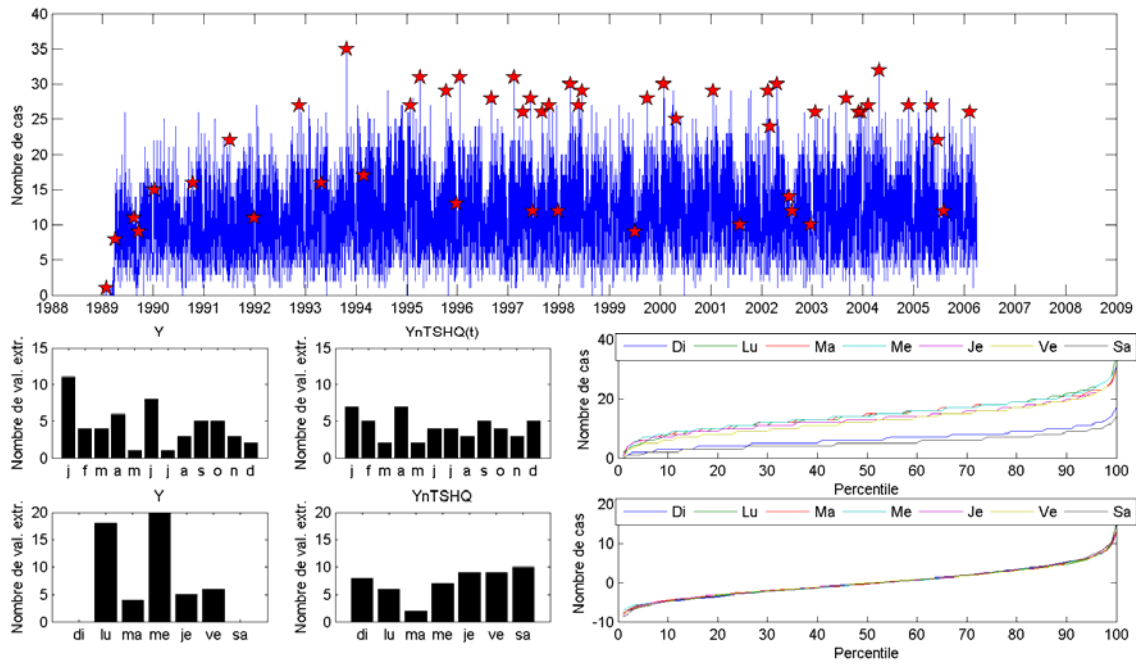 Nombre de cas
40
35
30
25
20
15
10
5
0
1988 1989 1990 1991 1992 1993 1994 1995 1996 1997 1998 1999 2000 2001 2002 2003 2004 2005 2006 2007 2008 2009
Y
Nombre de val. extr.
15
10
5
0
j f m a m j j a s o n d
YnTSHQ(t)
Nombre de val. extr.
15
10
5
0
j f m a m j j a s o n d
Nombre de cas
40
20
0
Di Lu Ma Me Je Ve Sa
0 10 20 30 40 50 60 70 80 90 100
Percentile
Y
Nombre de val. extr.
20
15
10
5
0
di lu ma me je ve sa
YnTSHQ
Nombre de val. extr.
20
15
10
5
0
di lu ma me je ve sa
Nombre de cas
20
10
0
-10
Di Lu Ma Me Je Ve Sa
0 10 20 30 40 50 60 70 80 90 100
Percentile